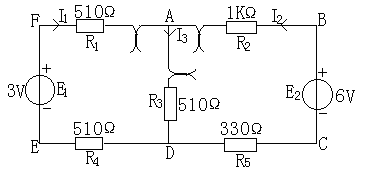 F I₁ 510Ω A 1KΩ I₂ B
R₁ I₃ R₂
3V + E₁ − R₃ 510Ω E₂ + − 6V
510Ω 330Ω
E R₄ D R₅ C